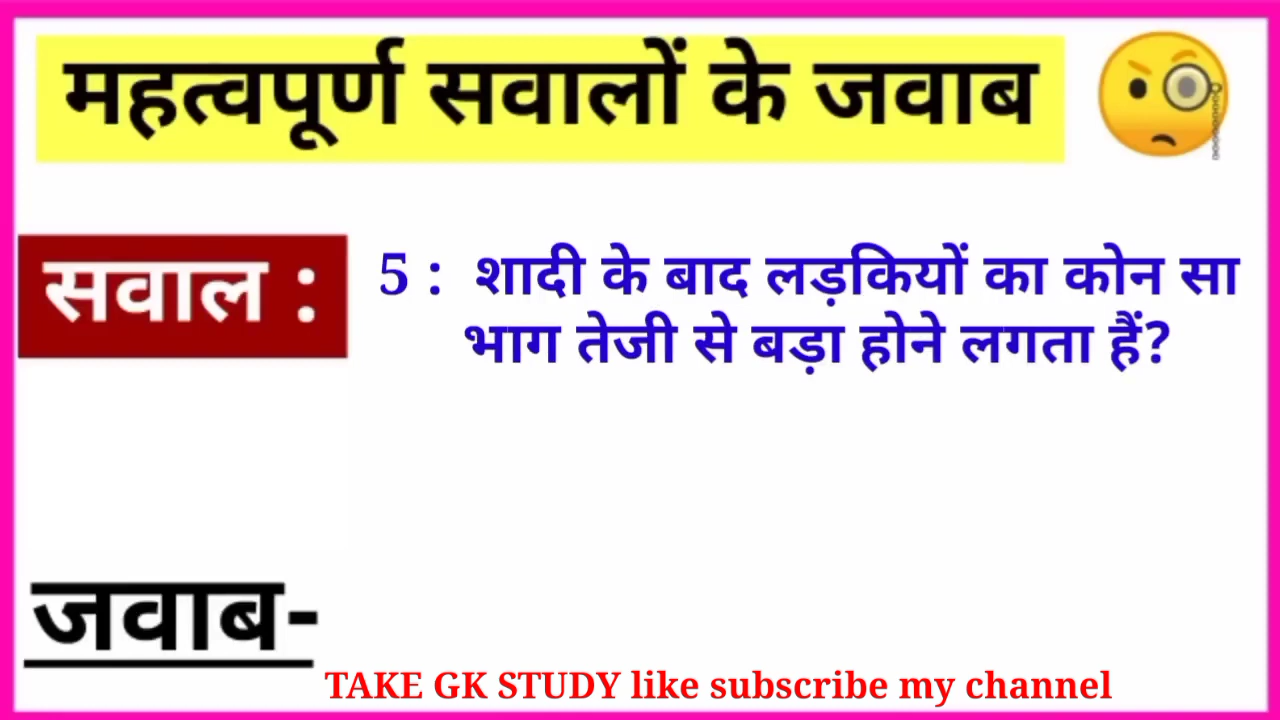 महत्वपूर्ण सवालों के जवाब
सवाल :
5 : शादी के बाद लड़कियों का कोन सा
भाग तेजी से बड़ा होने लगता हैं?
जवाब-
TAKE GK STUDY like subscribe my channel